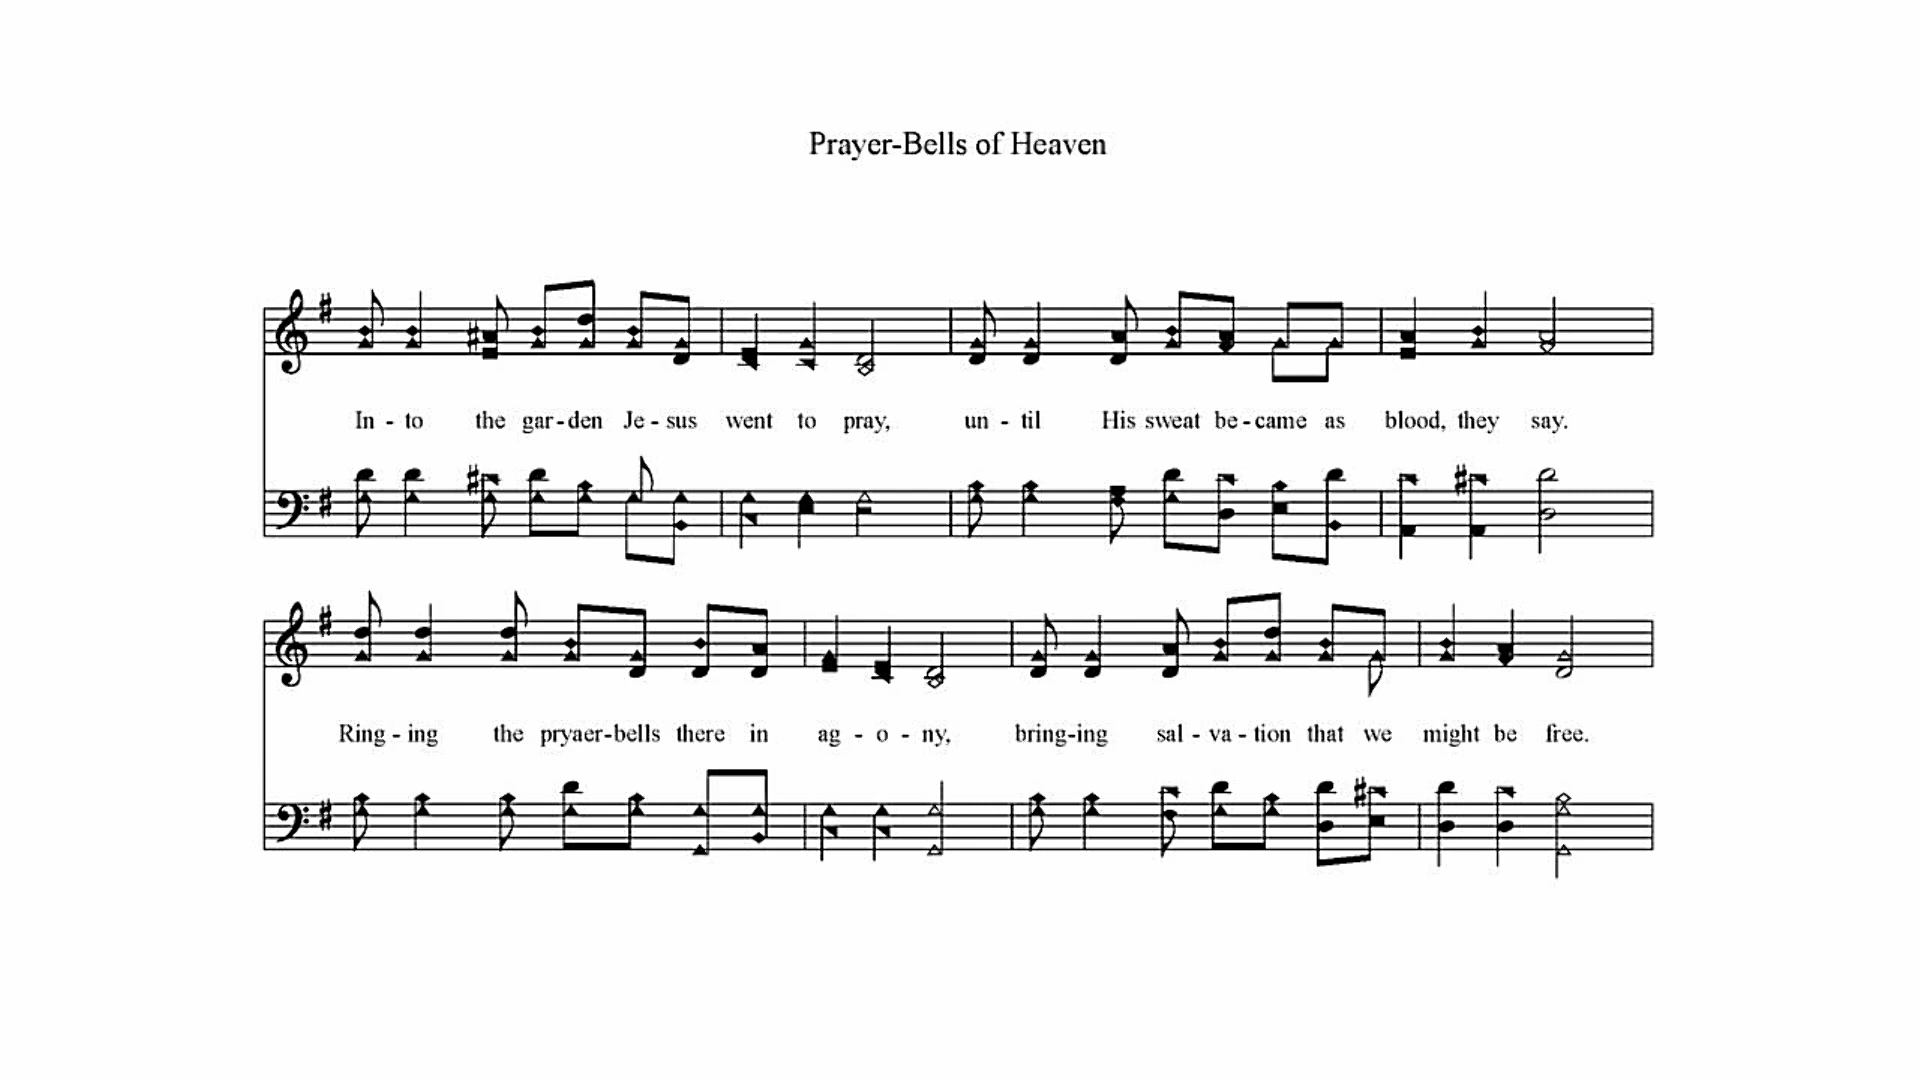 Prayer-Bells of Heaven
In - to the gar - den Je - sus went to pray, un - til His sweat be - came as blood, they say.
Ring - ing the pryaer-bells there in ag - o - ny, bring-ing sal - va - tion that we might be free.